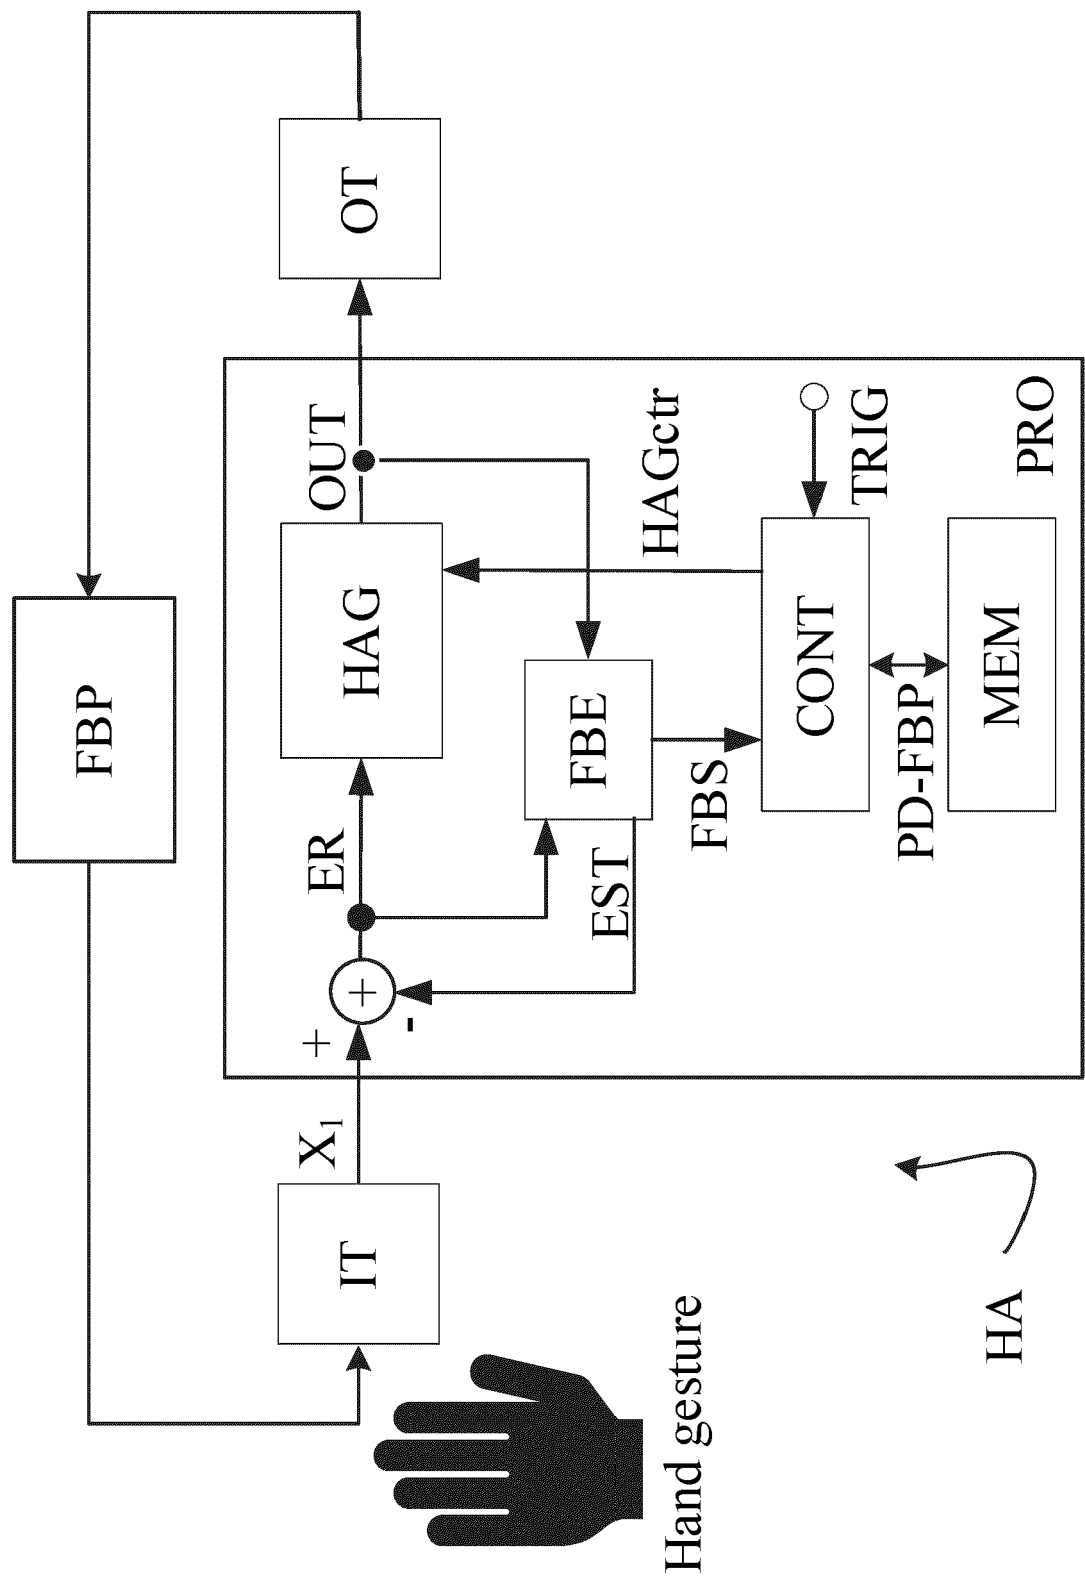 FBP
IT
X1
+
+
-
ER
HAG
OUT
OT
EST
FBE
FBS
HAGctr
CONT
TRIG
PD-FBP
MEM
PRO
Hand gesture
HA